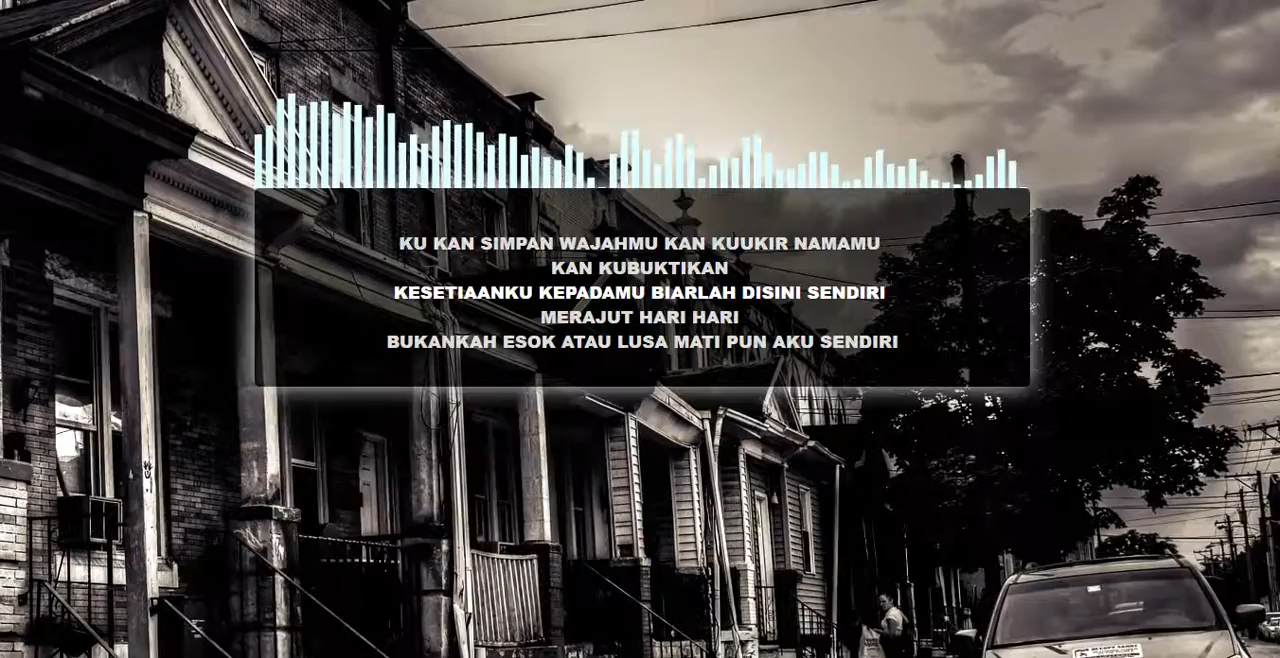 KU KAN SIMPAN WAJAHMU KAN KUUKIR NAMAMU
KAN KUBUKTIKAN
KESETIAANKU KEPADAMU BIARLAH DISINI SENDIRI
MERAJUT HARI HARI
BUKANKAH ESOK ATAU LUSA MATI PUN AKU SENDIRI